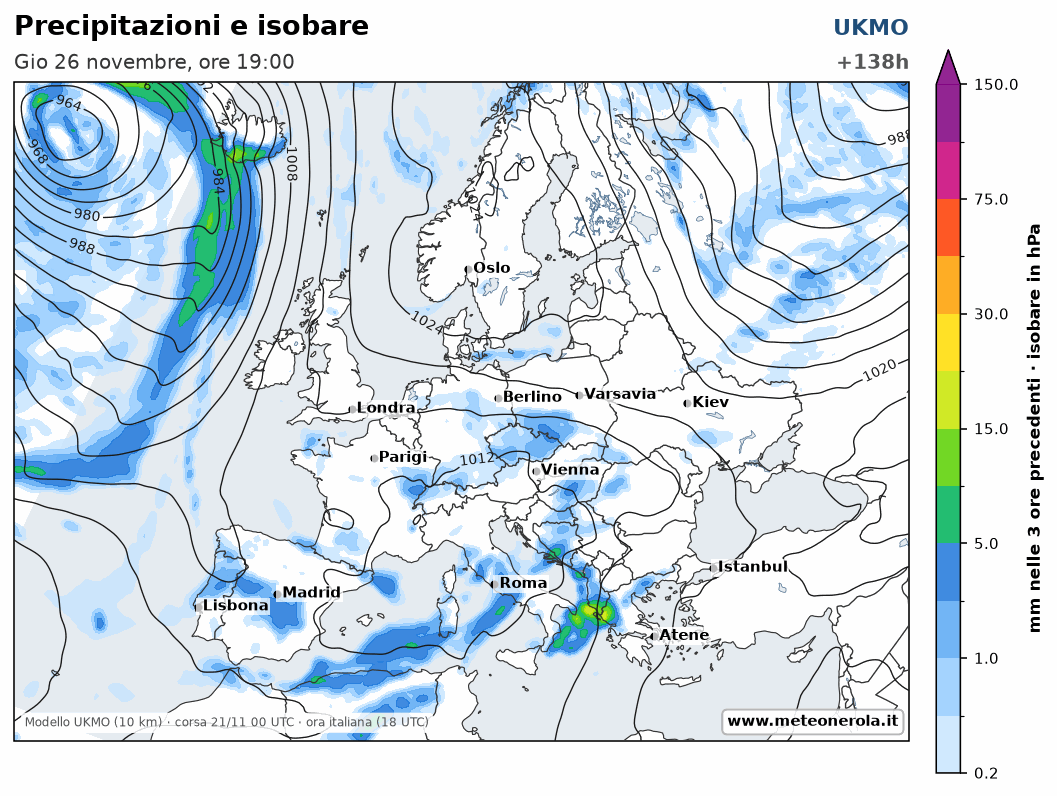 Precipitazioni e isobare
UKMO
Gio 26 novembre, ore 19:00
+138h
964
968
980
984
988
1008
988
1024
1020
1012
Oslo
Londra
Berlino
Varsavia
Kiev
Parigi
Vienna
Madrid
Lisbona
Roma
Istanbul
Atene
Modello UKMO (10 km) · corsa 21/11 00 UTC · ora italiana (18 UTC)
www.meteonerola.it
150.0
75.0
30.0
15.0
5.0
1.0
0.2
mm nelle 3 ore precedenti · isobare in hPa